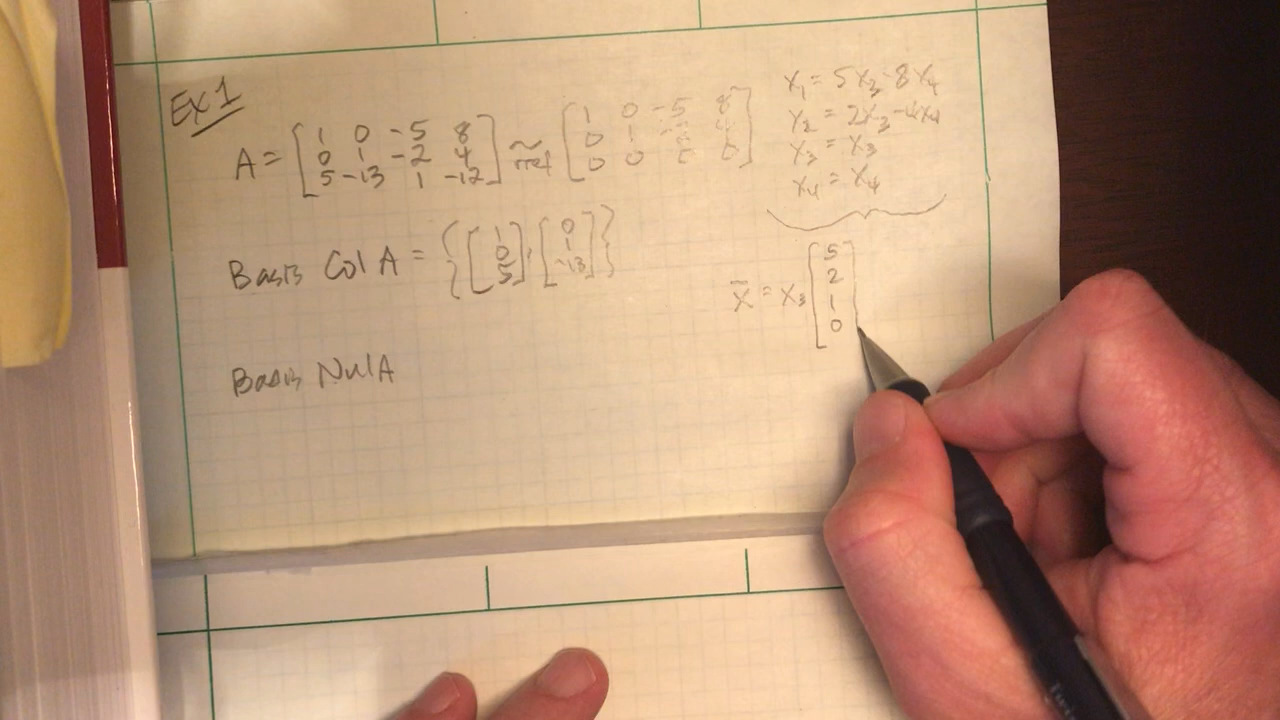 Ex 1
A = [ 1 0 -5 8 ; 0 1 -2 4 ; 5 -13 1 -12 ] ~ rref [ 1 0 -5 8 ; 0 1 -2 4 ; 0 0 0 0 ]
x₁ = 5x₃ - 8x₄
x₂ = 2x₃ - 4x₄
x₃ = x₃
x₄ = x₄
Basis Col A = { [ 1 ; 0 ; 5 ], [ 0 ; 1 ; -13 ] }
x̄ = x₃ [ 5 ; 2 ; 1 ; 0 ]
Basis Nul A